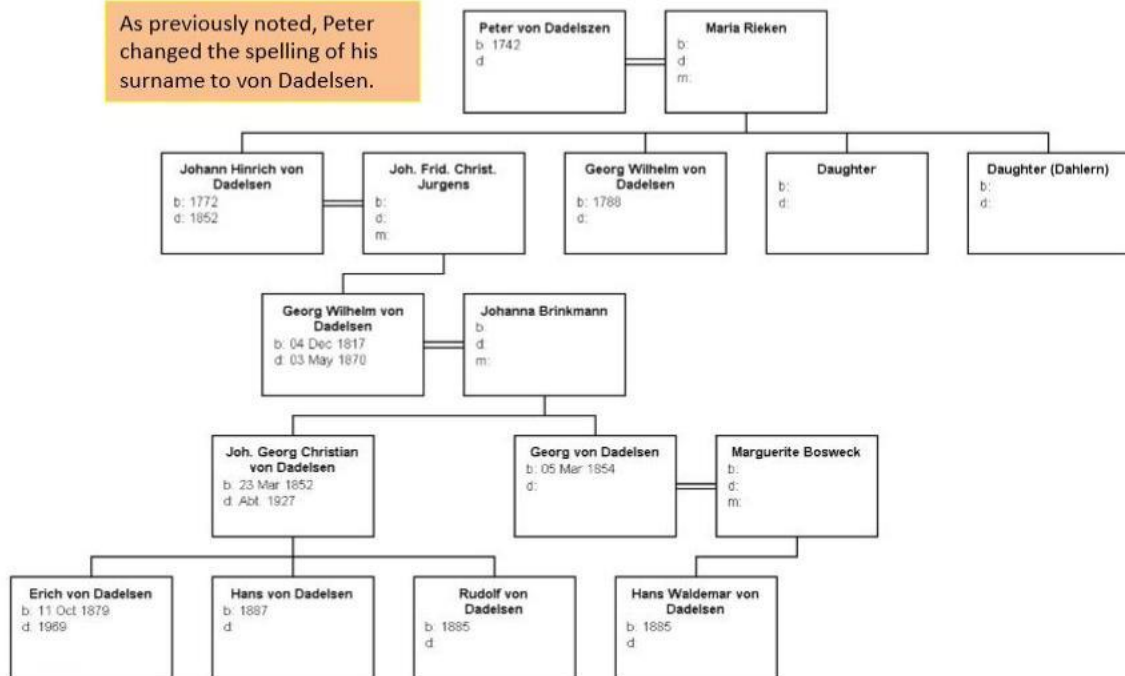 As previously noted, Peter
changed the spelling of his
surname to von Dadelsen.
Peter von Dadelszen
b: 1742
d:
Maria Rieken
b:
d:
m:
Johann Hinrich von
Dadelsen
b: 1772
d: 1852
Joh. Frid. Christ.
Jurgens
b:
d:
m:
Georg Wilhelm von
Dadelsen
b: 1788
d:
Daughter
b:
d:
Daughter (Dahlern)
b:
d:
Georg Wilhelm von
Dadelsen
b: 04 Dec 1817
d: 03 May 1870
Johanna Brinkmann
b:
d:
m:
Joh. Georg Christian
von Dadelsen
b: 23 Mar 1852
d: Abt. 1927
Georg von Dadelsen
b: 05 Mar 1854
d:
Marguerite Bosweck
b:
d:
m:
Erich von Dadelsen
b: 11 Oct 1879
d: 1969
Hans von Dadelsen
b: 1887
d:
Rudolf von
Dadelsen
b: 1885
d:
Hans Waldemar von
Dadelsen
b: 1885
d: